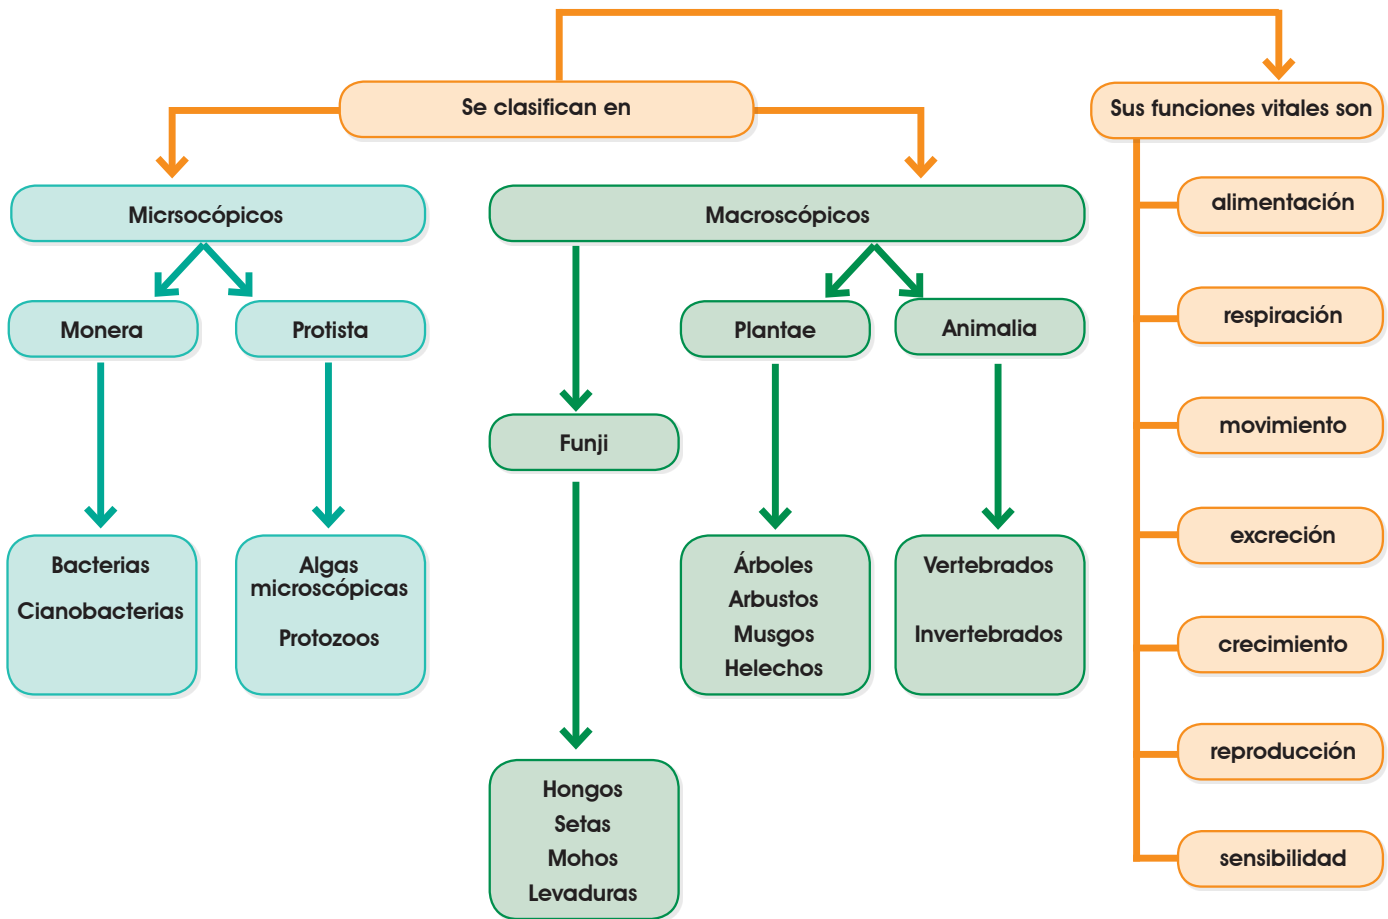 Se clasifican en
Sus funciones vitales son
Micrsocópicos
Macroscópicos
Monera
Protista
Plantae
Animalia
Funji
Bacterias
Cianobacterias
Algas
microscópicas
Protozoos
Árboles
Arbustos
Musgos
Helechos
Vertebrados
Invertebrados
Hongos
Setas
Mohos
Levaduras
alimentación
respiración
movimiento
excreción
crecimiento
reproducción
sensibilidad